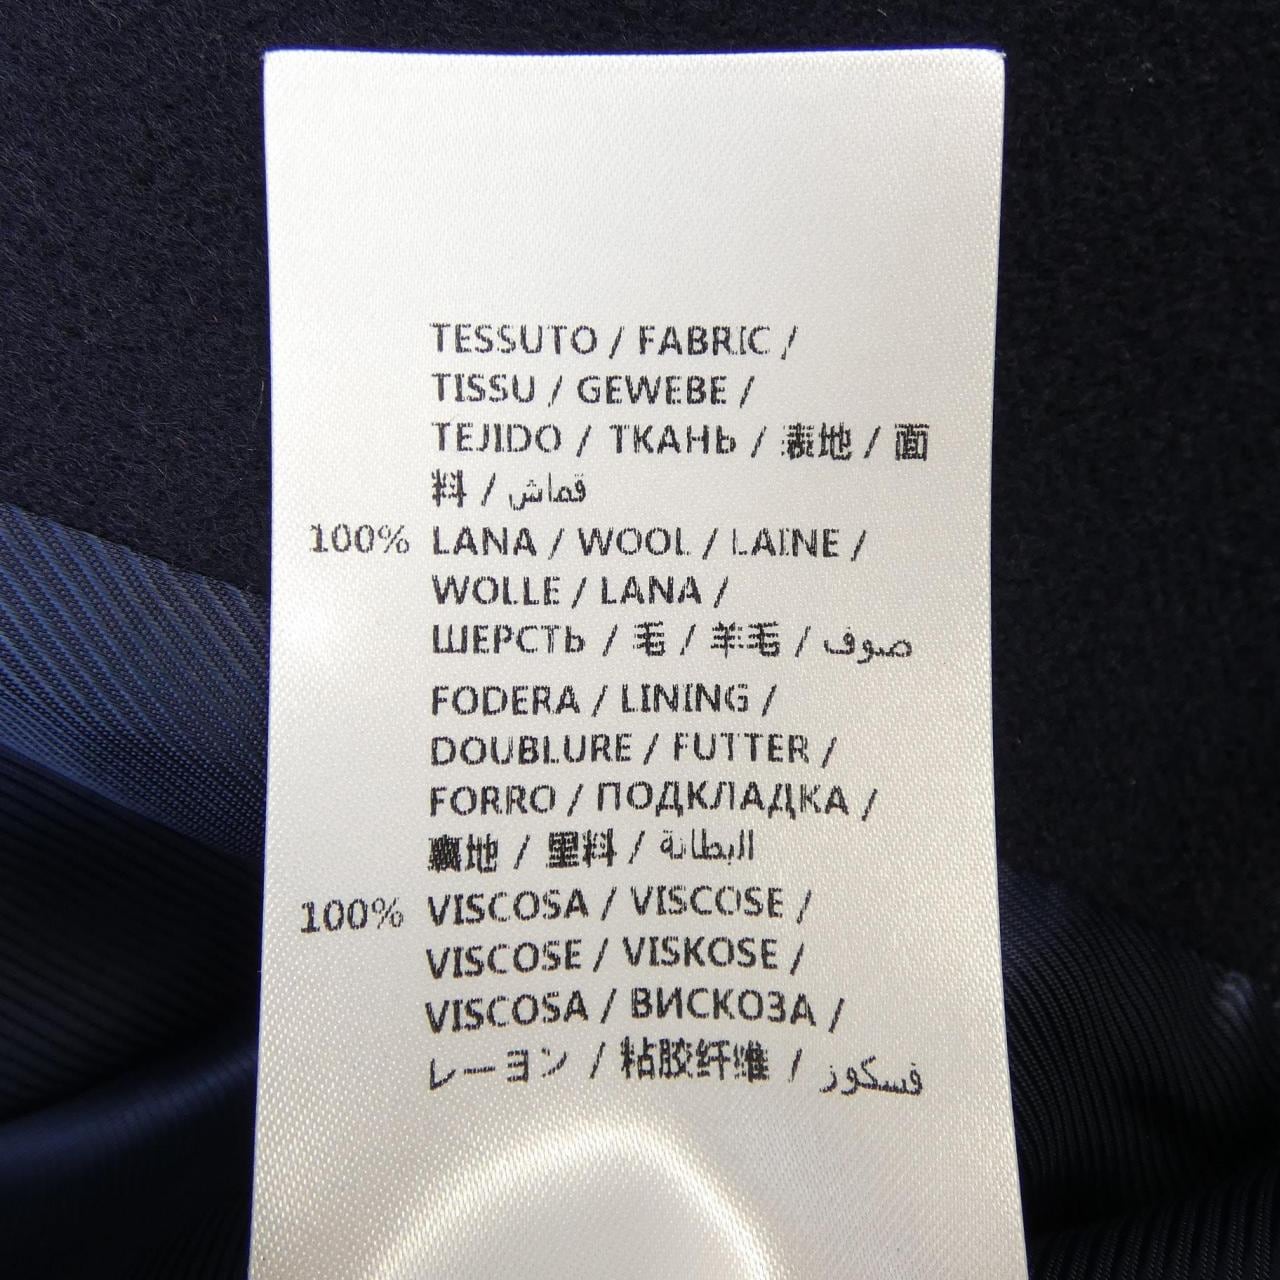 TESSUTO / FABRIC /
TISSU / GEWEBE /
TEJIDO / ТКАНЬ / 表地 / 面
料 / قماش
100% LANA / WOOL / LAINE /
WOLLE / LANA /
ШЕРСТЬ / 毛 / 羊毛 / صوف
FODERA / LINING /
DOUBLURE / FUTTER /
FORRO / ПОДКЛАДКА /
裏地 / 里料 / البطانة
100% VISCOSA / VISCOSE /
VISCOSE / VISKOSE /
VISCOSA / ВИСКОЗА /
レーヨン / 粘胶纤维 / فسكوز